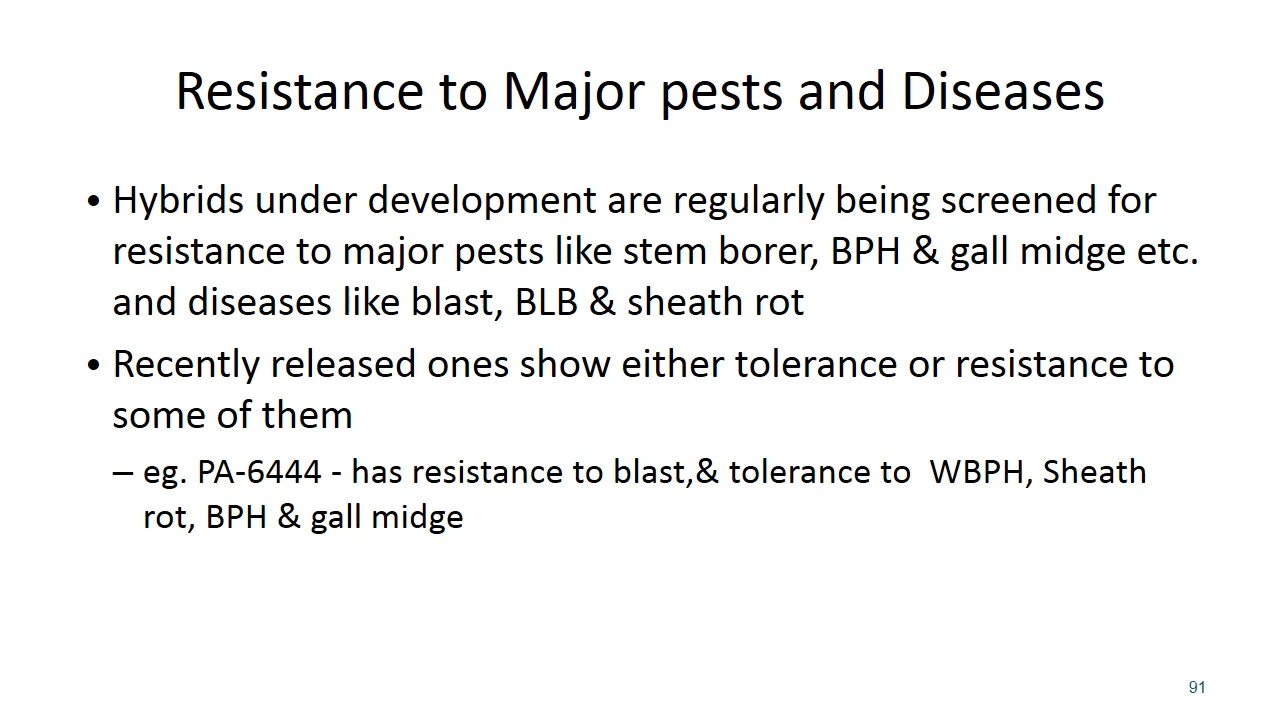 Resistance to Major pests and Diseases
• Hybrids under development are regularly being screened for
resistance to major pests like stem borer, BPH & gall midge etc.
and diseases like blast, BLB & sheath rot
• Recently released ones show either tolerance or resistance to
some of them
– eg. PA-6444 - has resistance to blast,& tolerance to  WBPH, Sheath
rot, BPH & gall midge
91